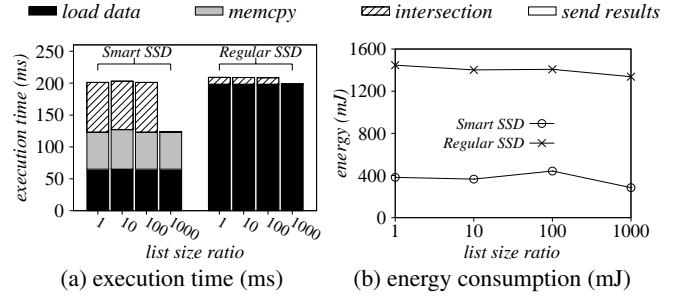 load data memcpy intersection send results
Smart SSD Regular SSD
execution time (ms)
250
200
150
100
50
0
1 10 100 1000 1 10 100 1000
list size ratio
(a) execution time (ms)
energy (mJ)
1600
1200
800
400
0
Smart SSD
Regular SSD
1 10 100 1000
list size ratio
(b) energy consumption (mJ)